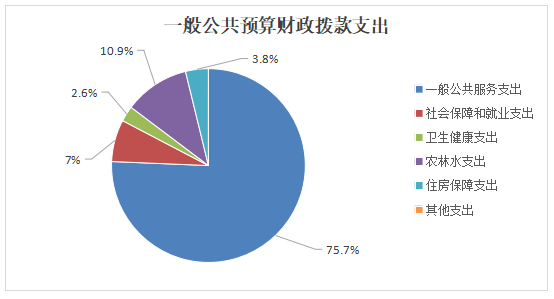 一般公共预算财政拨款支出
10.9%
3.8%
2.6%
7%
75.7%
一般公共服务支出
社会保障和就业支出
卫生健康支出
农林水支出
住房保障支出
其他支出